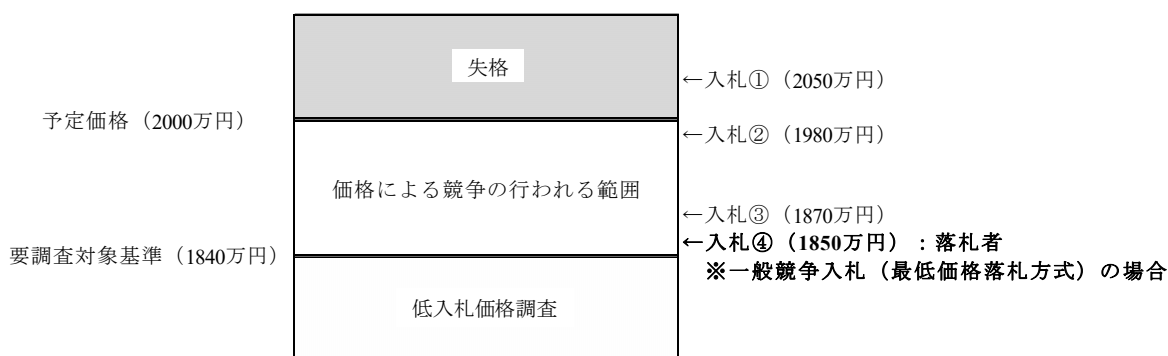 失格
←入札①（2050万円）
予定価格（2000万円）
←入札②（1980万円）
価格による競争の行われる範囲
←入札③（1870万円）
←入札④（1850万円）：落札者
要調査対象基準（1840万円）
※一般競争入札（最低価格落札方式）の場合
低入札価格調査